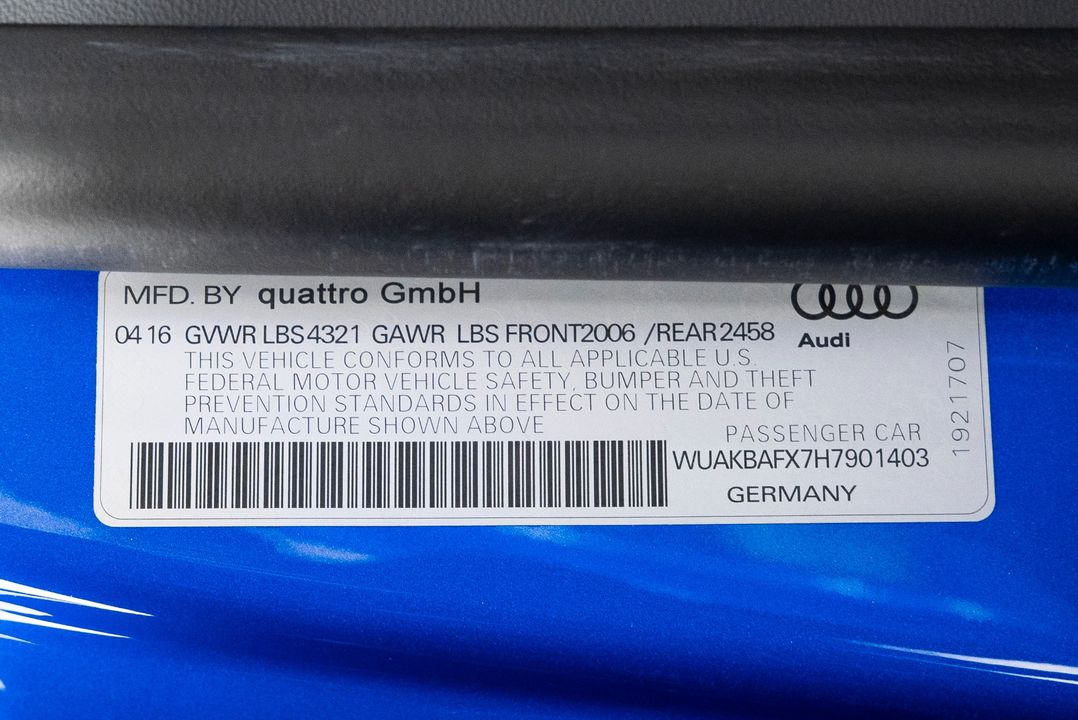 MFD. BY quattro GmbH
04 16 GVWR LBS 4321 GAWR LBS FRONT2006 /REAR 2458
Audi
THIS VEHICLE CONFORMS TO ALL APPLICABLE U.S.
FEDERAL MOTOR VEHICLE SAFETY, BUMPER AND THEFT
PREVENTION STANDARDS IN EFFECT ON THE DATE OF
MANUFACTURE SHOWN ABOVE
PASSENGER CAR
WUAKBAFX7H7901403
GERMANY
1921707